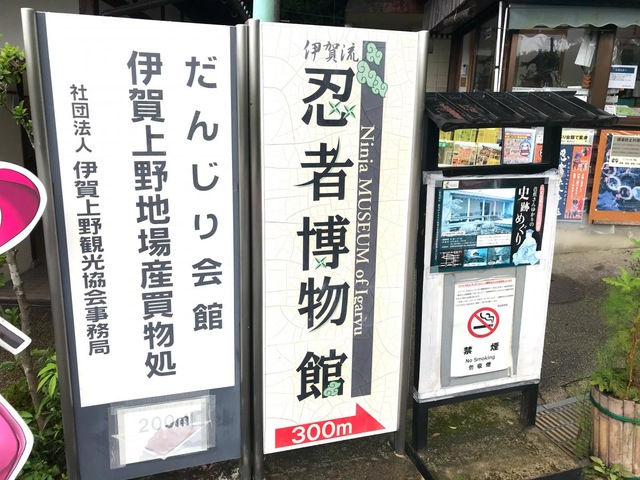 だんじり会館
伊賀上野地場産買物処
社団法人 伊賀上野観光協会事務局
200m
伊賀流
忍者博物館
Ninja MUSEUM of Igaryu
300m
史跡めぐり
禁煙
No Smoking